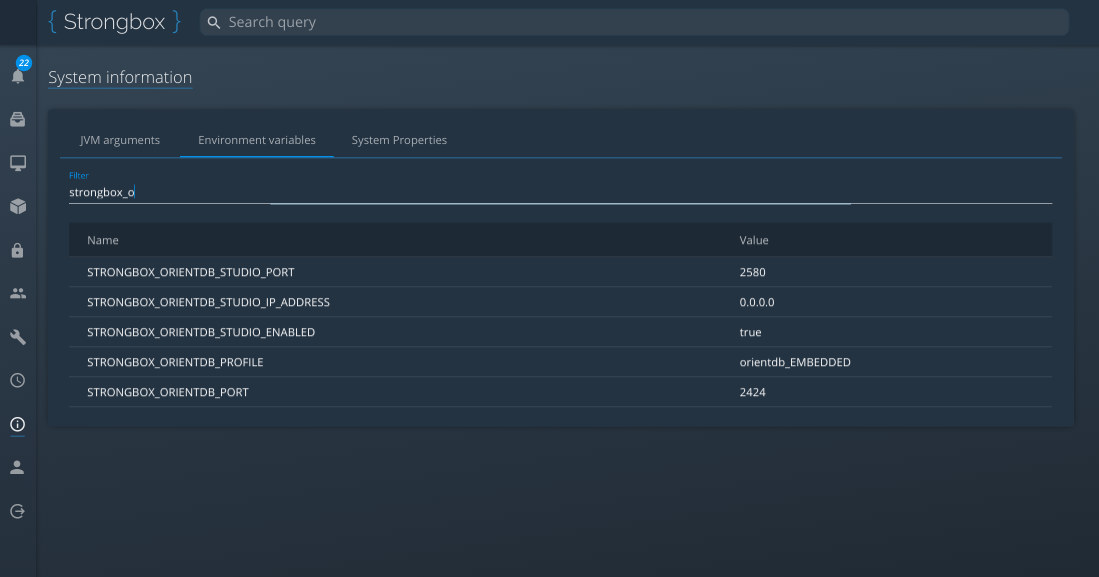 { Strongbox }
Search query
22
System information
JVM arguments Environment variables System Properties
Filter
strongbox_o
Name Value
STRONGBOX_ORIENTDB_STUDIO_PORT 2580
STRONGBOX_ORIENTDB_STUDIO_IP_ADDRESS 0.0.0.0
STRONGBOX_ORIENTDB_STUDIO_ENABLED true
STRONGBOX_ORIENTDB_PROFILE orientdb_EMBEDDED
STRONGBOX_ORIENTDB_PORT 2424